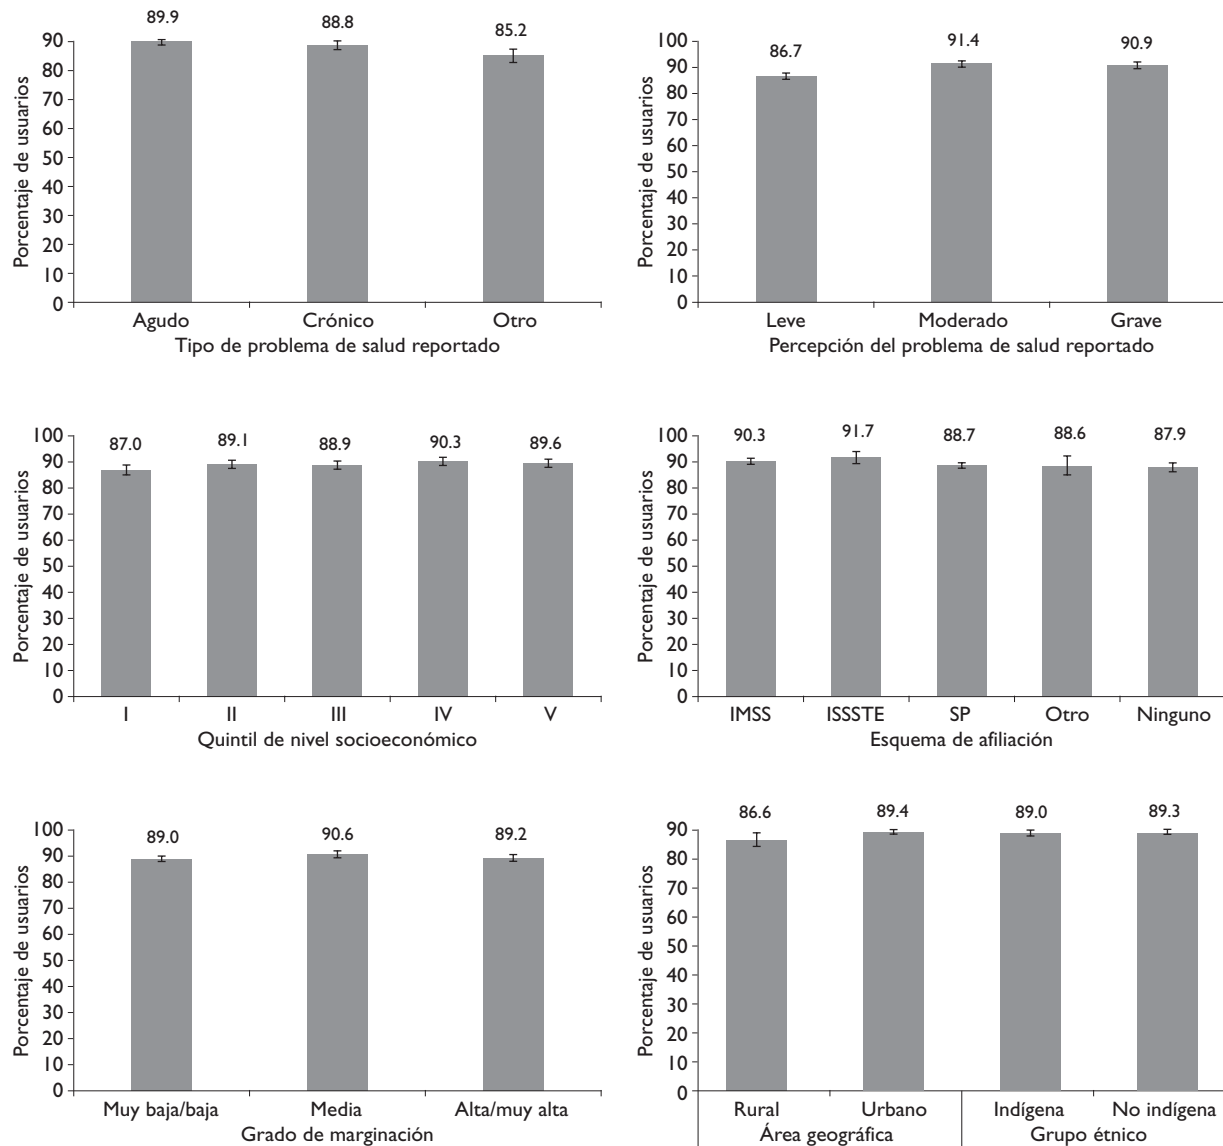 89.9 88.8 85.2
90
80
70
60
50
40
30
20
10
0
Porcentaje de usuarios
Agudo Crónico Otro
Tipo de problema de salud reportado
86.7 91.4 90.9
100
90
80
70
60
50
40
30
20
10
0
Porcentaje de usuarios
Leve Moderado Grave
Percepción del problema de salud reportado
87.0 89.1 88.9 90.3 89.6
100
90
80
70
60
50
40
30
20
10
0
Porcentaje de usuarios
I II III IV V
Quintil de nivel socioeconómico
90.3 91.7 88.7 88.6 87.9
100
90
80
70
60
50
40
30
20
10
0
Porcentaje de usuarios
IMSS ISSSTE SP Otro Ninguno
Esquema de afiliación
89.0 90.6 89.2
100
90
80
70
60
50
40
30
20
10
0
Porcentaje de usuarios
Muy baja/baja Media Alta/muy alta
Grado de marginación
86.6 89.4 89.0 89.3
90
80
70
60
50
40
30
20
10
0
Porcentaje de usuarios
Rural Urbano Indígena No indígena
Área geográfica Grupo étnico